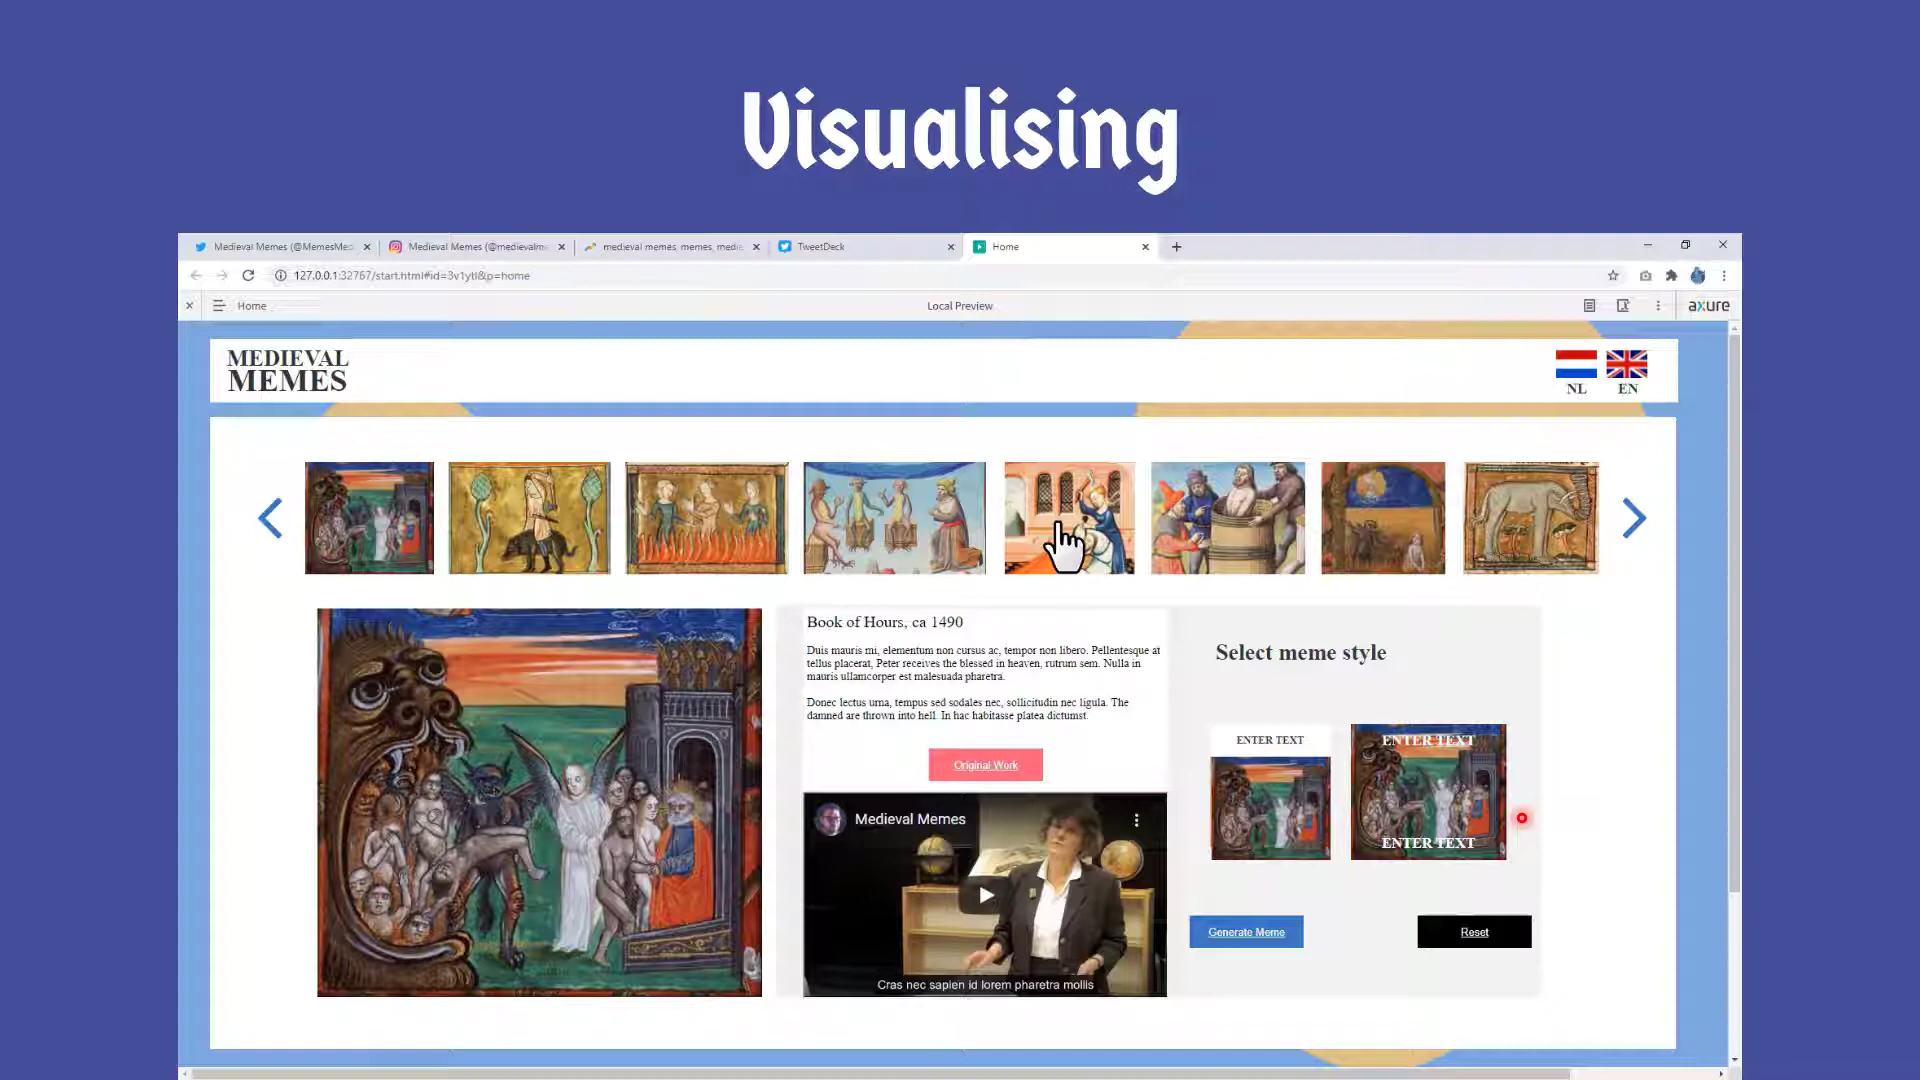 Visualising
Medieval Memes (@MemesMed
Medieval Memes (@medievalme
medieval memes, memes, medie
TweetDeck
Home
127.0.0.1:32767/start.html#id=3v1ytl&p=home
Home
Local Preview
axure
MEDIEVAL
MEMES
NL
EN
Book of Hours, ca 1490
Duis mauris mi, elementum non cursus ac, tempor non libero. Pellentesque at
tellus placerat, Peter receives the blessed in heaven, rutrum sem. Nulla in
mauris ullamcorper est malesuada pharetra.
Donec lectus urna, tempus sed sodales nec, sollicitudin nec ligula. The
damned are thrown into hell. In hac habitasse platea dictumst.
Original Work
Medieval Memes
Cras nec sapien id lorem pharetra mollis
Select meme style
ENTER TEXT
ENTER TEXT
ENTER TEXT
Generate Meme
Reset